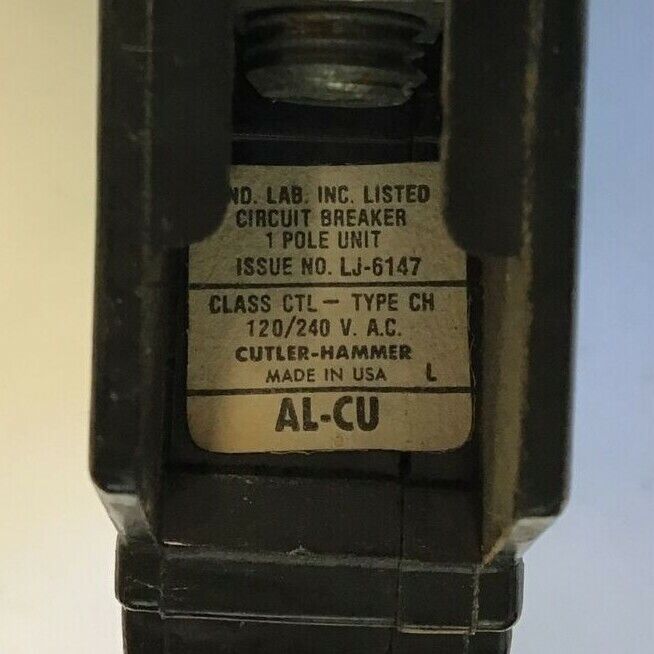 ND. LAB. INC. LISTED
CIRCUIT BREAKER
1 POLE UNIT
ISSUE NO. LJ-6147
CLASS CTL – TYPE CH
120/240 V. A.C.
CUTLER-HAMMER
MADE IN USA L
AL-CU